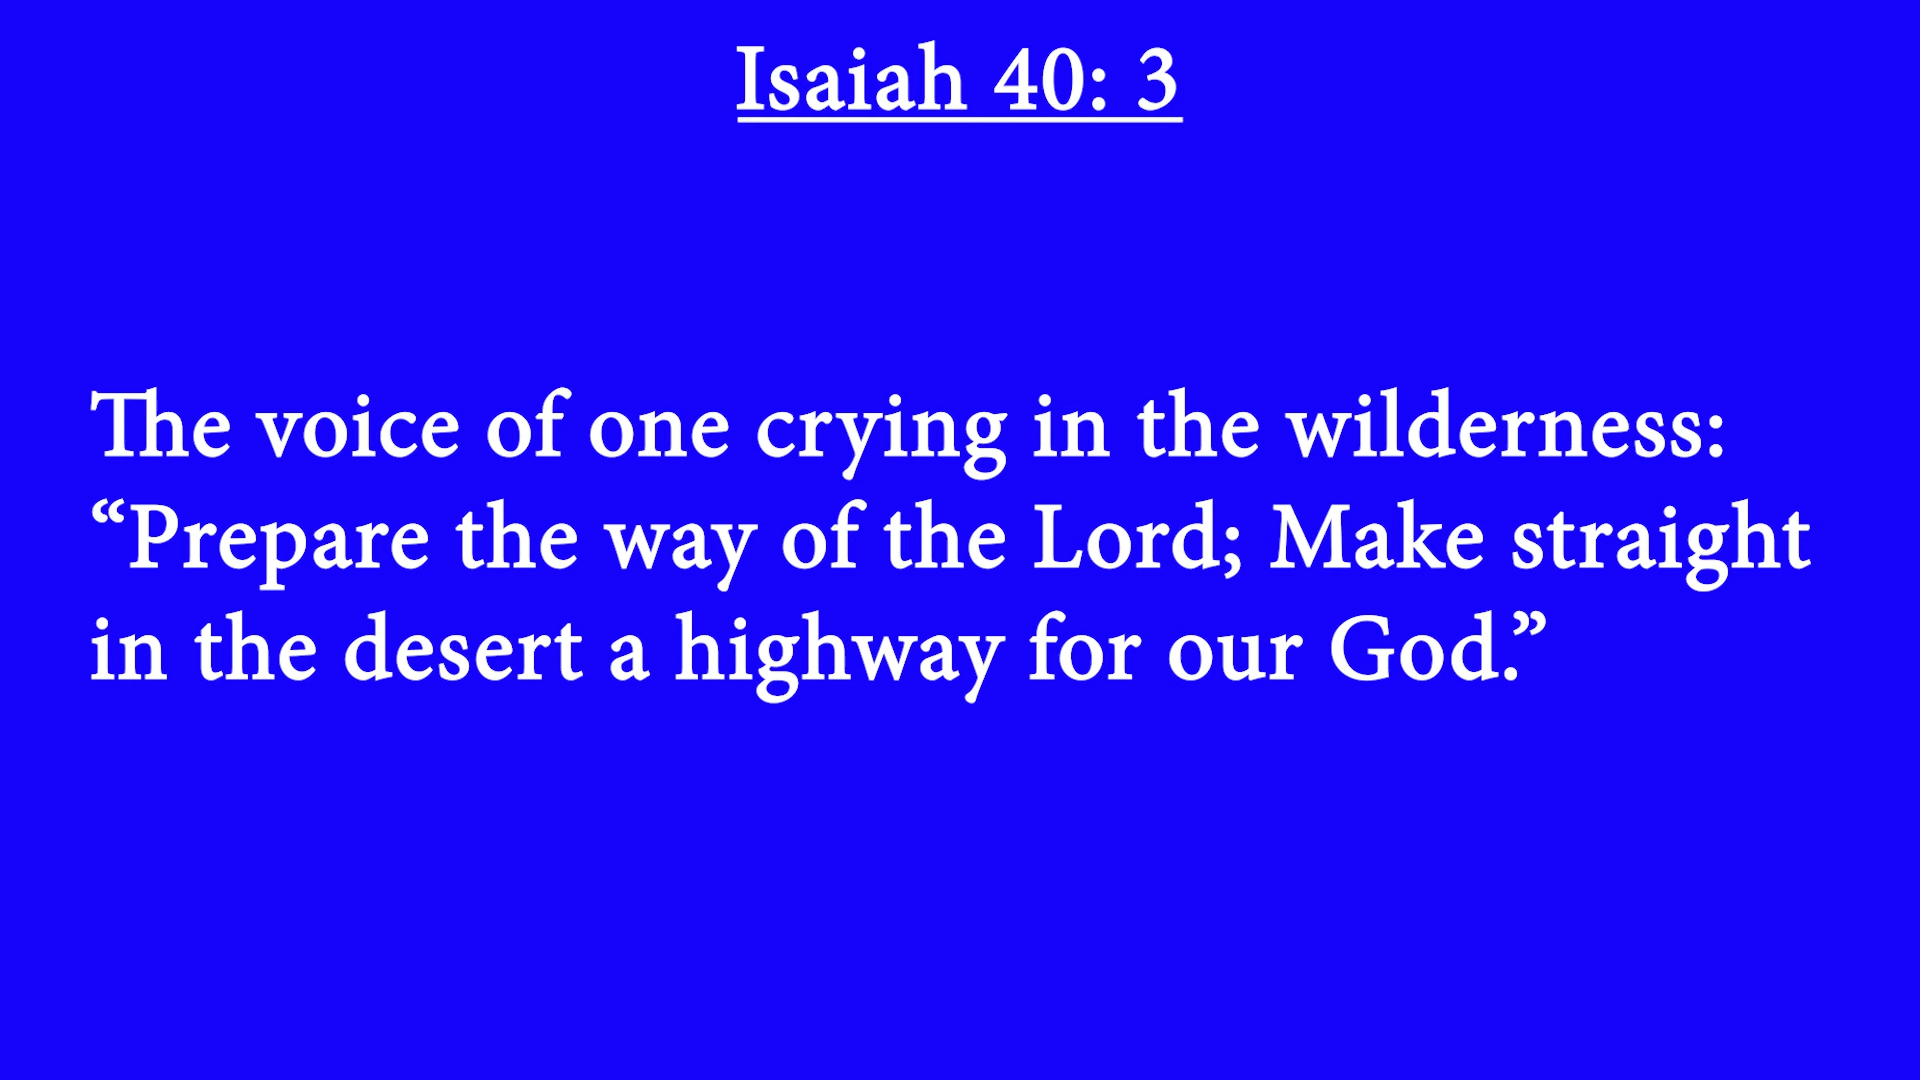 Isaiah 40: 3
The voice of one crying in the wilderness:
“Prepare the way of the Lord; Make straight
in the desert a highway for our God.”